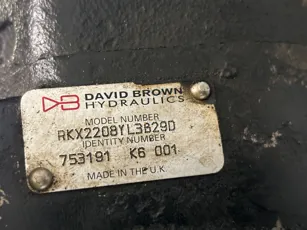 DAVID BROWN
HYDRAULICS
MODEL NUMBER
RKX2208YL3B29D
IDENTITY NUMBER
753191 K6 001
MADE IN THE U.K.